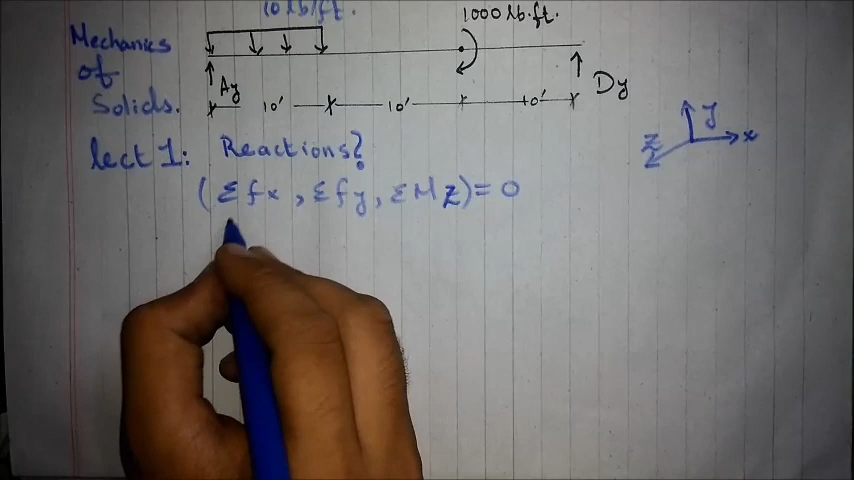 10 lb/ft.
1000 lb.ft.
Mechanics
of
Solids.
Ay
Dy
10'
10'
10'
y
x
z
lect 1: Reactions?
(Σfx, Σfy, ΣMz)=0